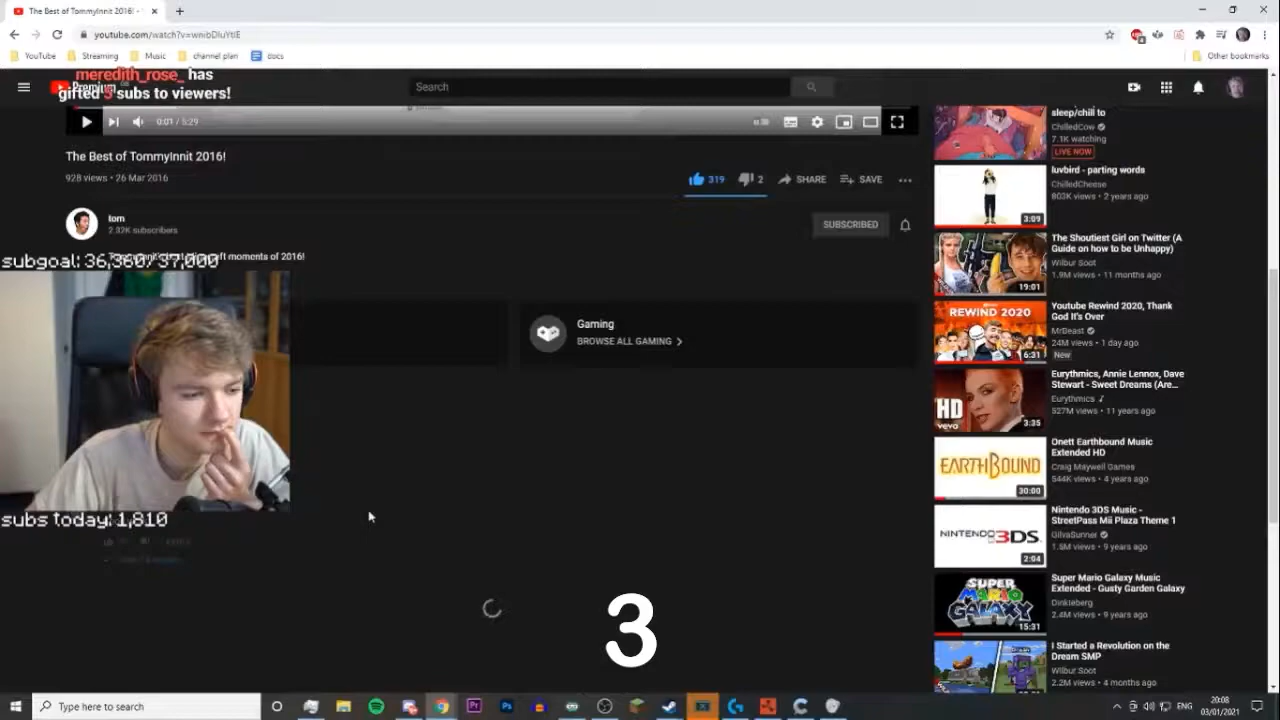 The Best of TommyInnit 2016! -
youtube.com/watch?v=wnibDluYtlE
YouTube
Streaming
Music
channel plan
docs
Other bookmarks
meredith_rose_ has
gifted 3 subs to viewers!
Premium
Search
0:01 / 5:29
The Best of TommyInnit 2016!
928 views • 26 Mar 2016
319
2
SHARE
SAVE
tom
2.32K subscribers
SUBSCRIBED
subgoal: 36,360/37,000
moments of 2016!
Gaming
BROWSE ALL GAMING
subs today: 1,810
3
sleep/chill to
ChilledCow
7.1K watching
LIVE NOW
luvbird - parting words
ChilledCheese
803K views • 2 years ago
3:09
The Shoutiest Girl on Twitter (A
Guide on how to be Unhappy)
Wilbur Soot
1.9M views • 11 months ago
19:01
REWIND 2020
Youtube Rewind 2020, Thank
God It's Over
MrBeast
24M views • 1 day ago
New
6:31
Eurythmics, Annie Lennox, Dave
Stewart - Sweet Dreams (Are...
Eurythmics
527M views • 11 years ago
HD
vevo
3:35
Onett Earthbound Music
Extended HD
Craig Maywell Games
544K views • 4 years ago
EARTHBOUND
30:00
Nintendo 3DS Music -
StreetPass Mii Plaza Theme 1
GilvaSunner
1.5M views • 9 years ago
NINTENDO 3DS
2:04
Super Mario Galaxy Music
Extended - Gusty Garden Galaxy
Dinkteberg
2.4M views • 9 years ago
SUPER
MARIO
GALAXY
15:31
I Started a Revolution on the
Dream SMP
Wilbur Soot
2.2M views • 4 months ago
Type here to search
ENG
20:08
03/01/2021